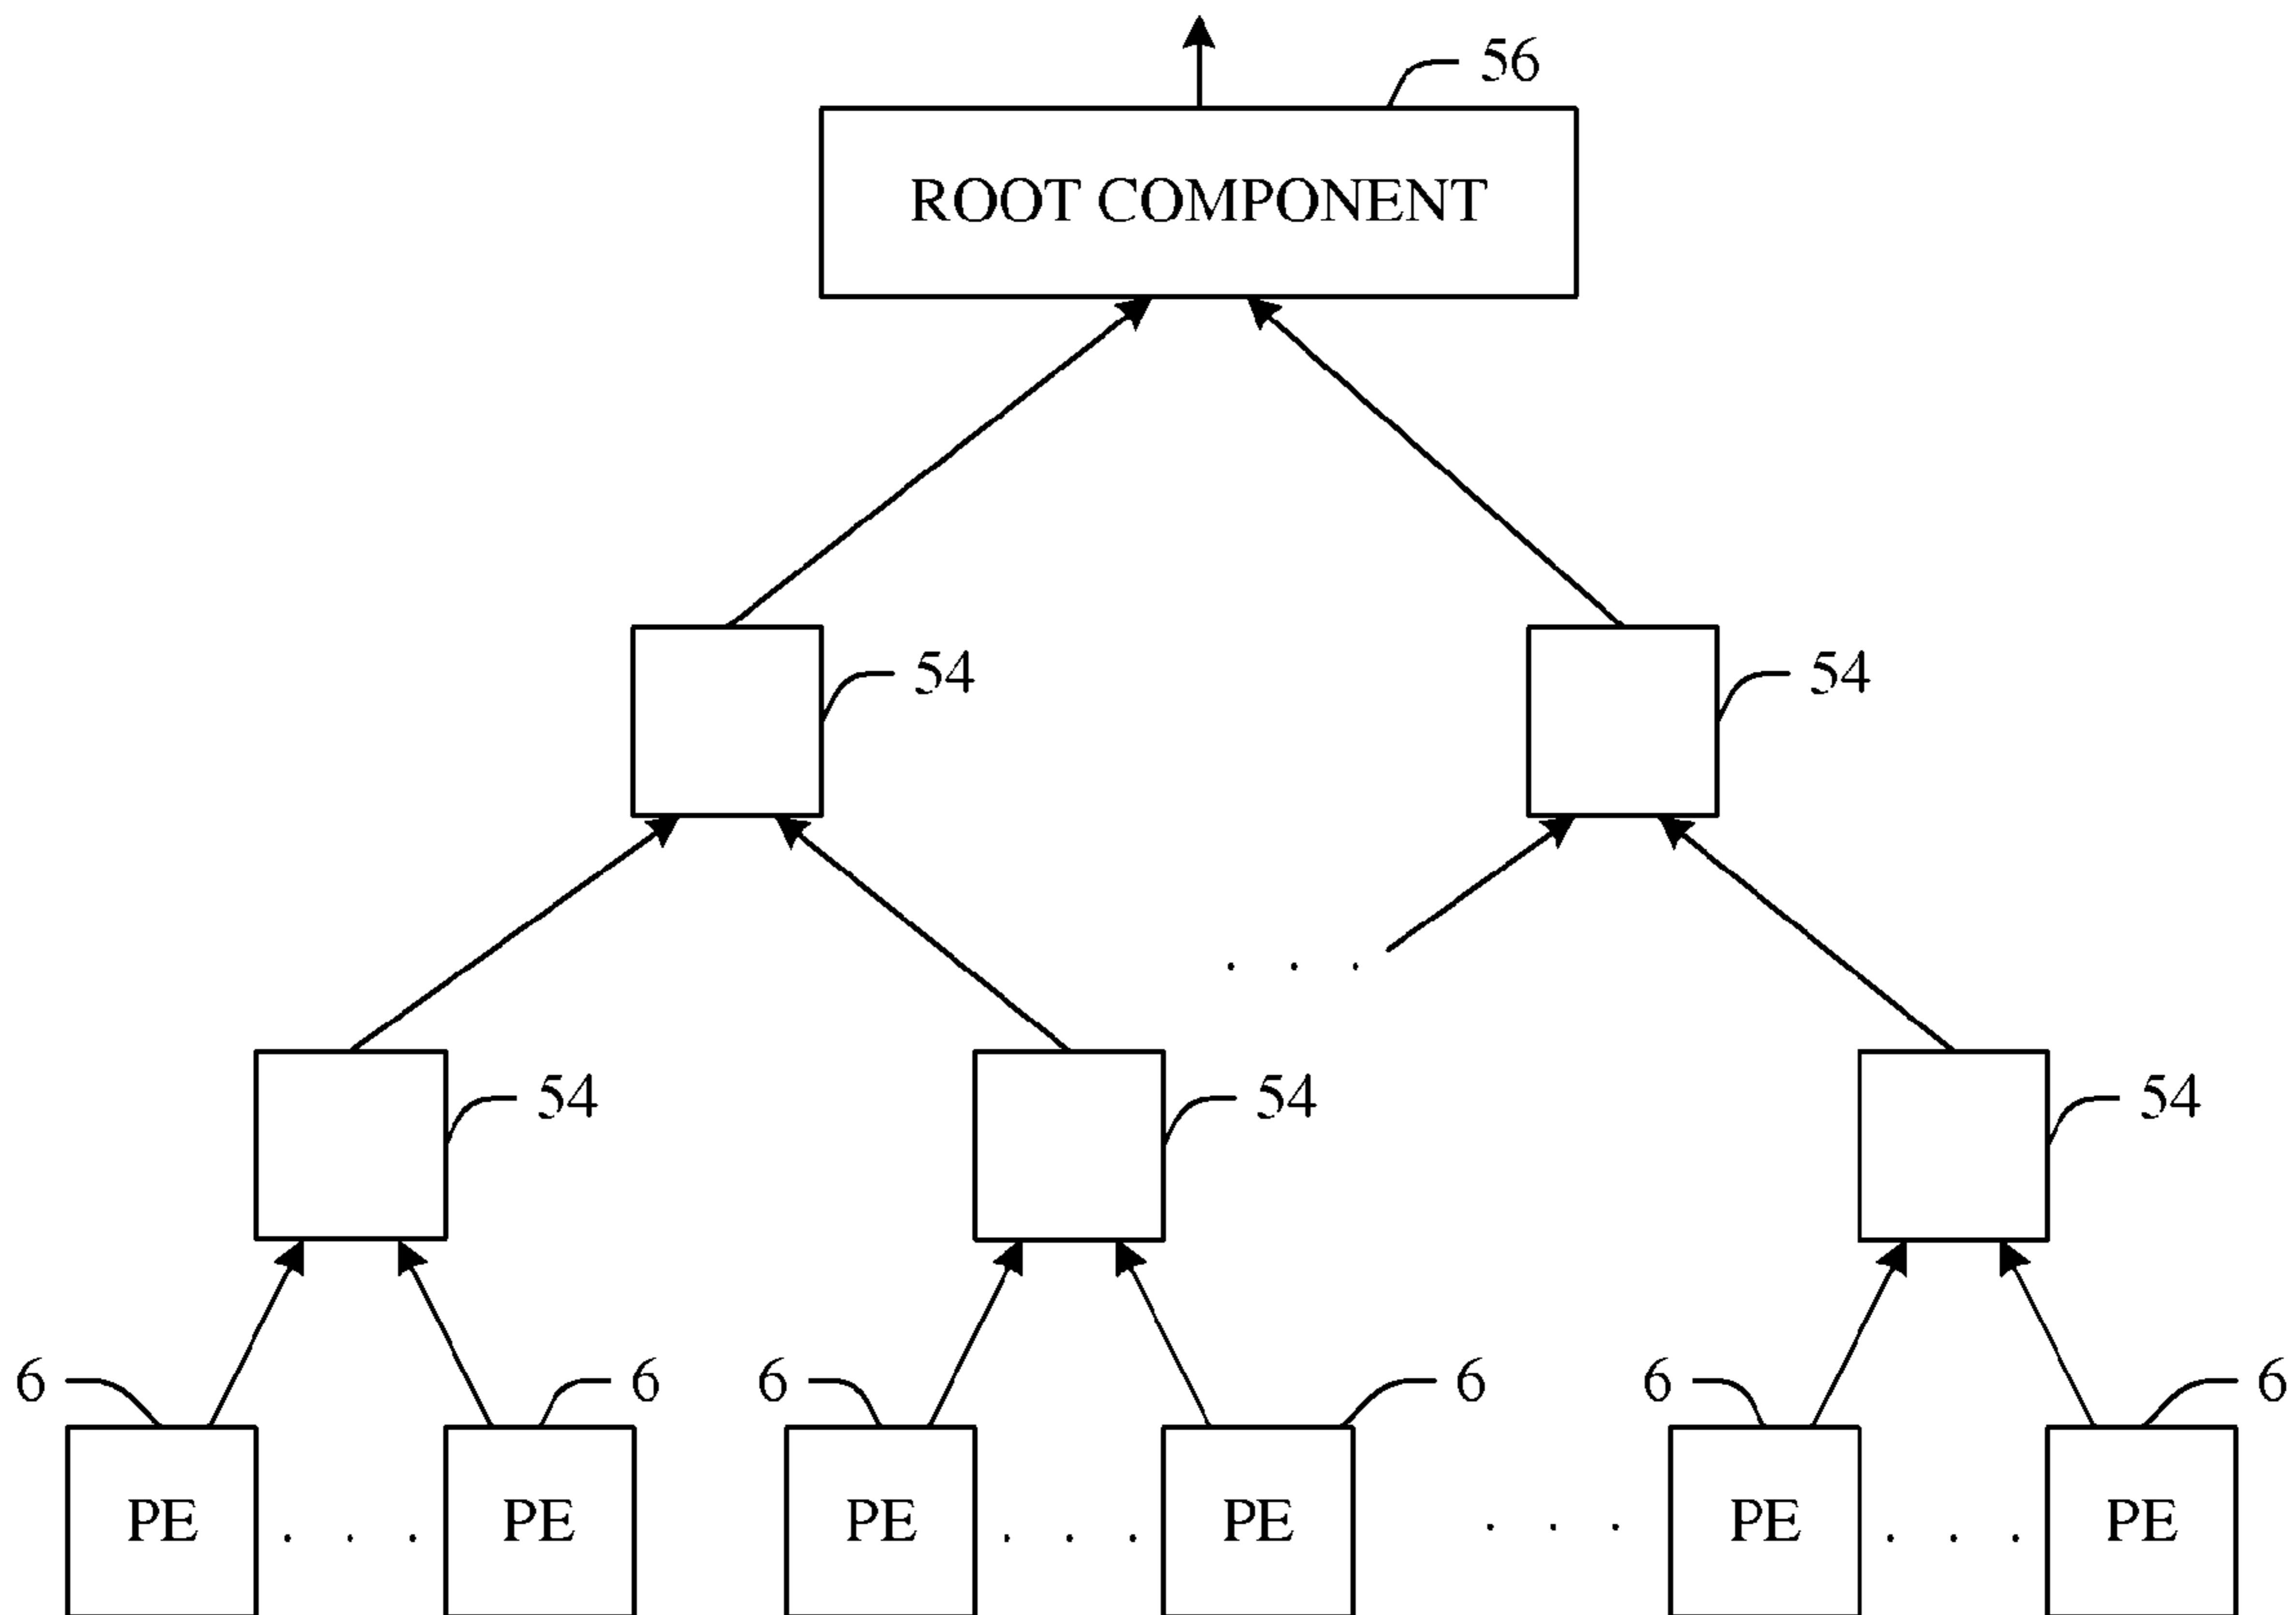 56
ROOT COMPONENT
54 54
. . .
54 54 54
6 6 6 6 6 6
PE . . . PE PE . . . PE . . . PE . . . PE